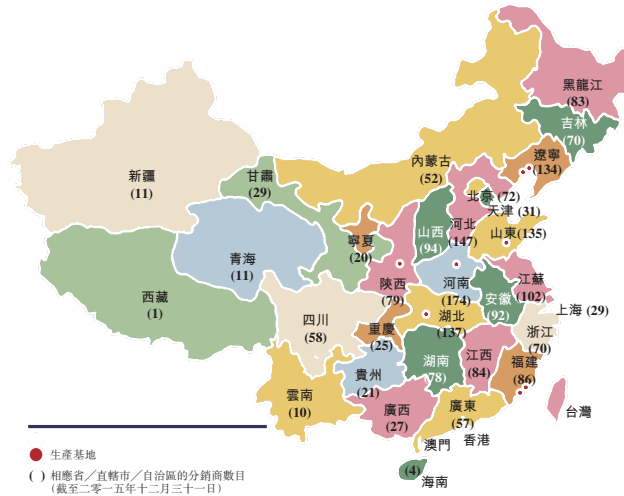 黑龍江
(83)
吉林
(70)
遼寧
(134)
內蒙古
(52)
新疆
(11)
甘肅
(29)
北京 (72)
天津 (31)
河北
(147)
山東 (135)
山西
(94)
寧夏
(20)
青海
(11)
陝西
(79)
河南
(174)
江蘇
(102)
安徽
(92)
上海 (29)
西藏
(1)
四川
(58)
湖北
(137)
重慶
(25)
浙江
(70)
湖南
(78)
江西
(84)
福建
(86)
貴州
(21)
雲南
(10)
廣西
(27)
廣東
(57)
台灣
香港
澳門
(4)
海南
生產基地
( ) 相應省／直轄市／自治區的分銷商數目
(截至二零一五年十二月三十一日)